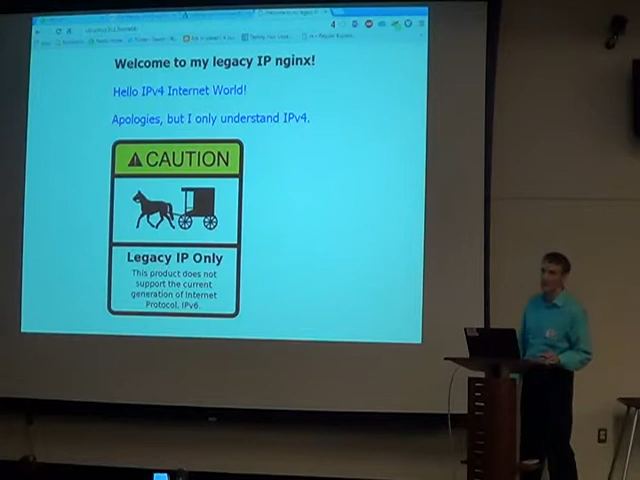 Welcome to my legacy IP nginx!
Hello IPv4 Internet World!
Apologies, but I only understand IPv4.
CAUTION
Legacy IP Only
This product does not
support the current
generation of Internet
Protocol, IPv6.